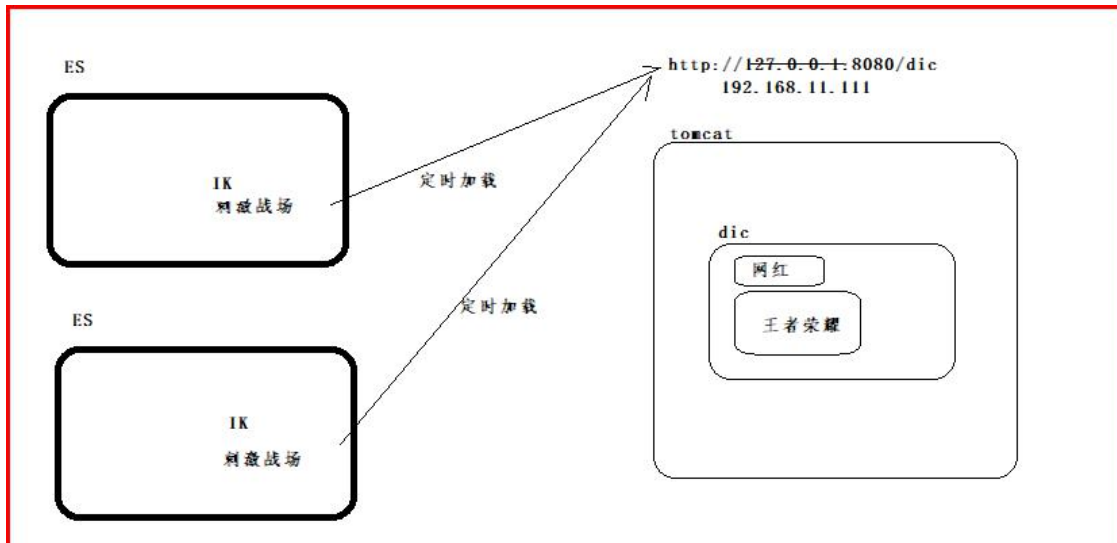 ES
IK
刺激战场
定时加载
http://127.0.0.1:8080/dic
192.168.11.111
tomcat
dic
网红
王者荣耀
ES
IK
刺激战场
定时加载